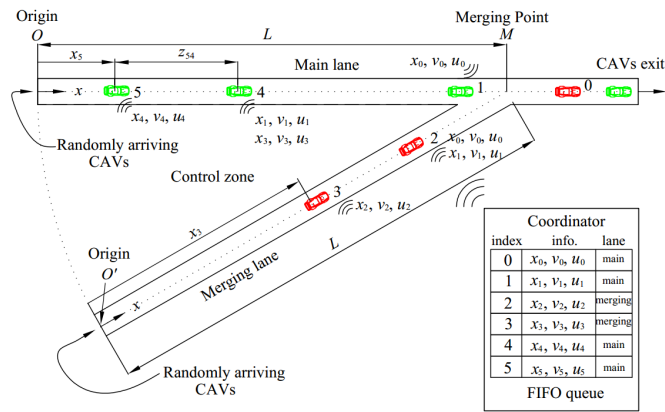 Origin
O
L
Merging Point
M
x₅
z₅₄
Main lane
x₀, v₀, u₀
CAVs exit
x
5
4
1
0
x₄, v₄, u₄
x₁, v₁, u₁
x₃, v₃, u₃
Randomly arriving
CAVs
2
x₀, v₀, u₀
x₁, v₁, u₁
Control zone
3
x₂, v₂, u₂
x₃
L
Origin
O'
x
Merging lane
Randomly arriving
CAVs
Coordinator
index info. lane
0 x₀, v₀, u₀ main
1 x₁, v₁, u₁ main
2 x₂, v₂, u₂ merging
3 x₃, v₃, u₃ merging
4 x₄, v₄, u₄ main
5 x₅, v₅, u₅ main
FIFO queue